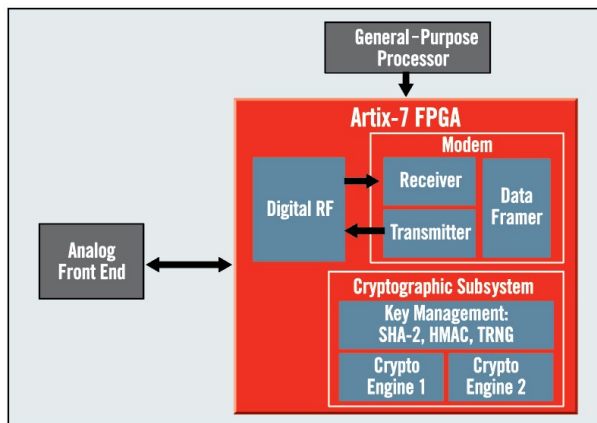 General-Purpose
Processor
Artix-7 FPGA
Modem
Digital RF
Receiver
Transmitter
Data
Framer
Analog
Front End
Cryptographic Subsystem
Key Management:
SHA-2, HMAC, TRNG
Crypto
Engine 1
Crypto
Engine 2